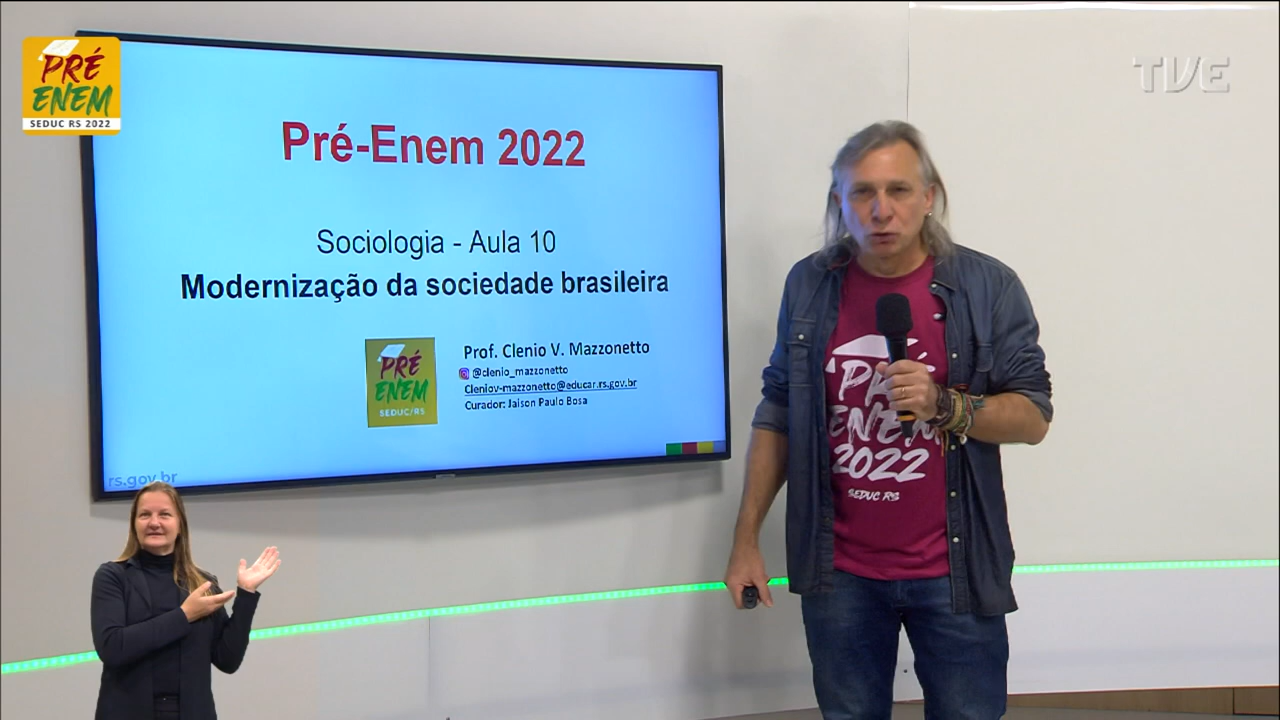 PRÉ
ENEM
SEDUC RS 2022
TVE
Pré-Enem 2022
Sociologia - Aula 10
Modernização da sociedade brasileira
PRÉ
ENEM
SEDUC/RS
Prof. Clenio V. Mazzonetto
@clenio_mazzonetto
Cleniov-mazzonetto@educar.rs.gov.br
Curador: Jaison Paulo Bosa
rs.gov.br
PRÉ
ENEM
2022
SEDUC RS